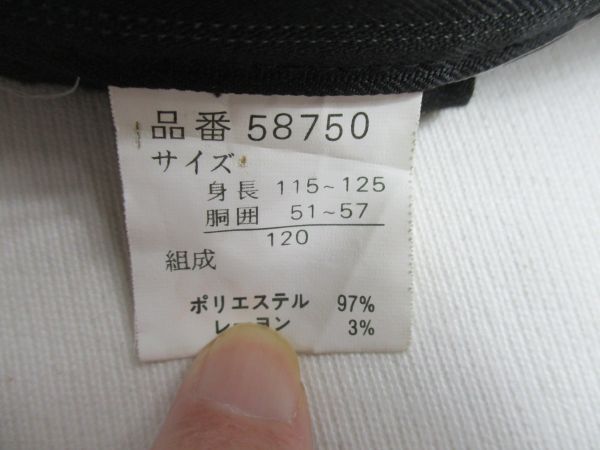 品番 58750
サイズ
身長 115~125
胴囲 51~57
120
組成
ポリエステル 97%
レーヨン 3%